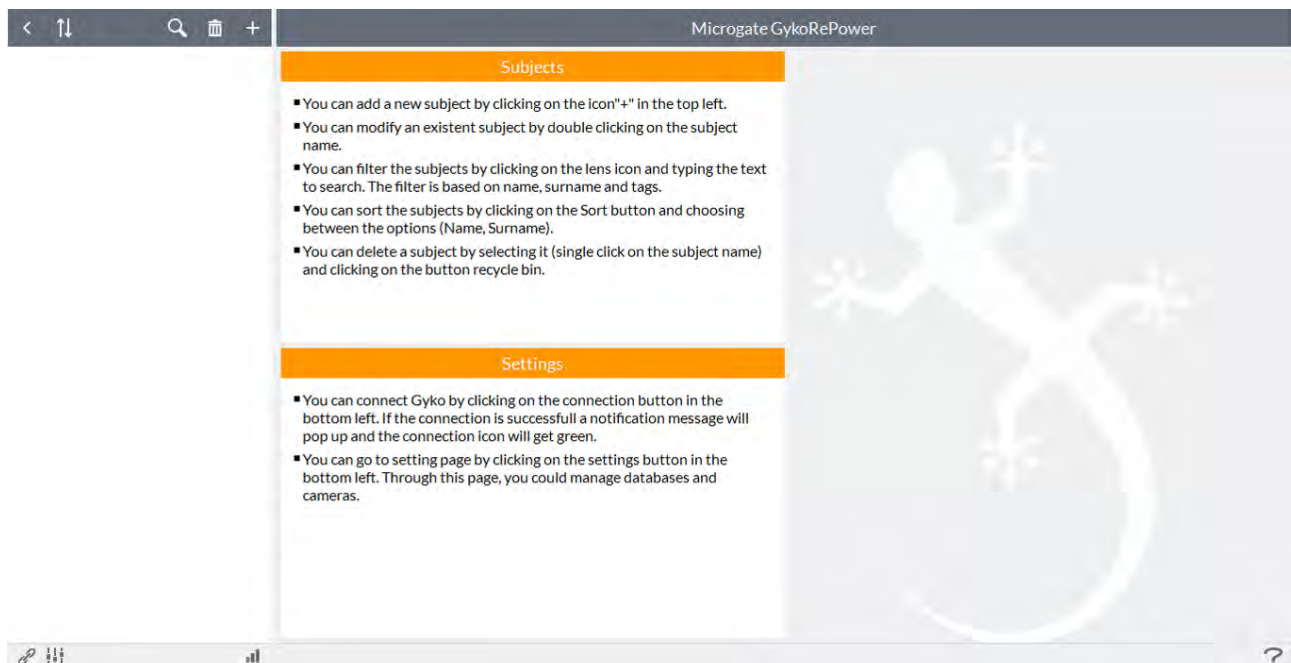 Microgate GykoRePower
Subjects
▪ You can add a new subject by clicking on the icon"+" in the top left.
▪ You can modify an existent subject by double clicking on the subject
name.
▪ You can filter the subjects by clicking on the lens icon and typing the text
to search. The filter is based on name, surname and tags.
▪ You can sort the subjects by clicking on the Sort button and choosing
between the options (Name, Surname).
▪ You can delete a subject by selecting it (single click on the subject name)
and clicking on the button recycle bin.
Settings
▪ You can connect Gyko by clicking on the connection button in the
bottom left. If the connection is successfull a notification message will
pop up and the connection icon will get green.
▪ You can go to setting page by clicking on the settings button in the
bottom left. Through this page, you could manage databases and
cameras.
?